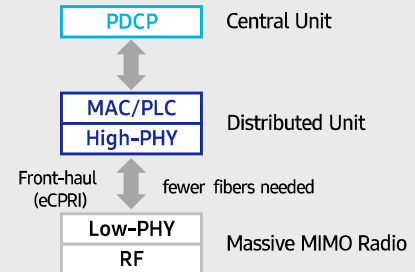 PDCP
Central Unit
MAC/PLC
High-PHY
Distributed Unit
Front-haul
(eCPRI)
fewer fibers needed
Low-PHY
RF
Massive MIMO Radio